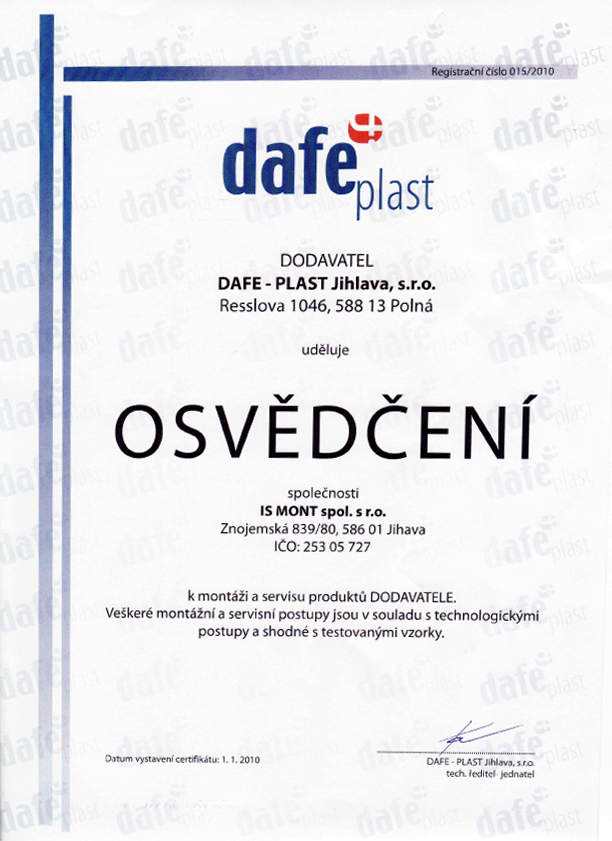 Registrační číslo 015/2010
dafe
plast
DODAVATEL
DAFE - PLAST Jihlava, s.r.o.
Resslova 1046, 588 13 Polná
uděluje
OSVĚDČENÍ
společnosti
IS MONT spol. s r.o.
Znojemská 839/80, 586 01 Jihava
IČO: 253 05 727
k montáži a servisu produktů DODAVATELE.
Veškeré montážní a servisní postupy jsou v souladu s technologickými
postupy a shodné s testovanými vzorky.
Datum vystavení certifikátu: 1. 1. 2010
DAFE - PLAST Jihlava, s.r.o.
tech. ředitel- jednatel